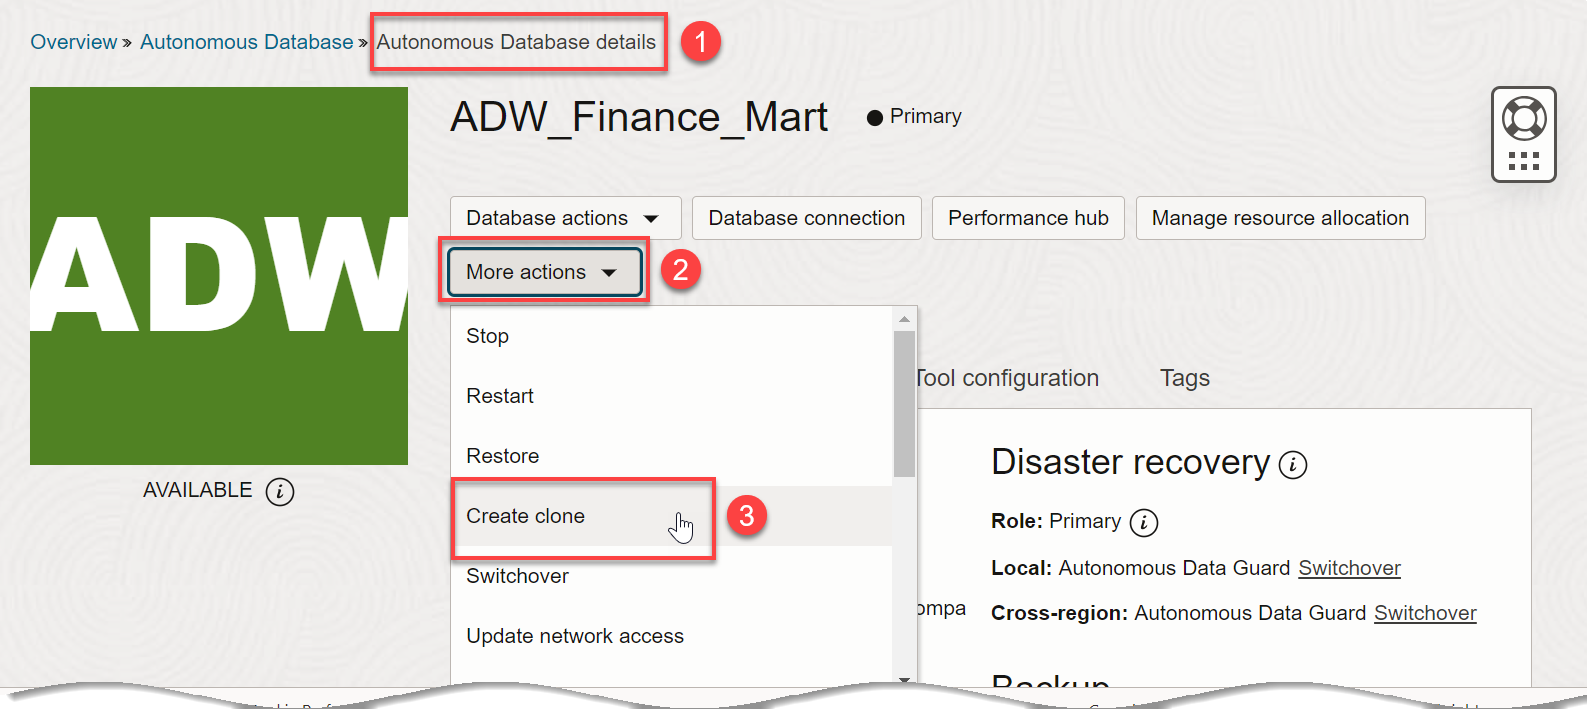 Overview » Autonomous Database » Autonomous Database details 1
ADW
AVAILABLE i
ADW_Finance_Mart Primary
Database actions Database connection Performance hub Manage resource allocation
More actions 2
Stop
Restart
Restore
Create clone 3
Switchover
Update network access
Tool configuration Tags
ompa
Disaster recovery i
Role: Primary i
Local: Autonomous Data Guard Switchover
Cross-region: Autonomous Data Guard Switchover
Backup